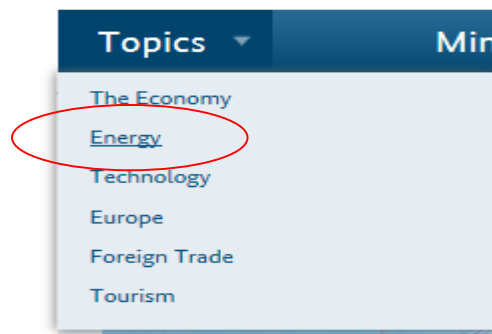 Topics Min
The Economy
Energy
Technology
Europe
Foreign Trade
Tourism